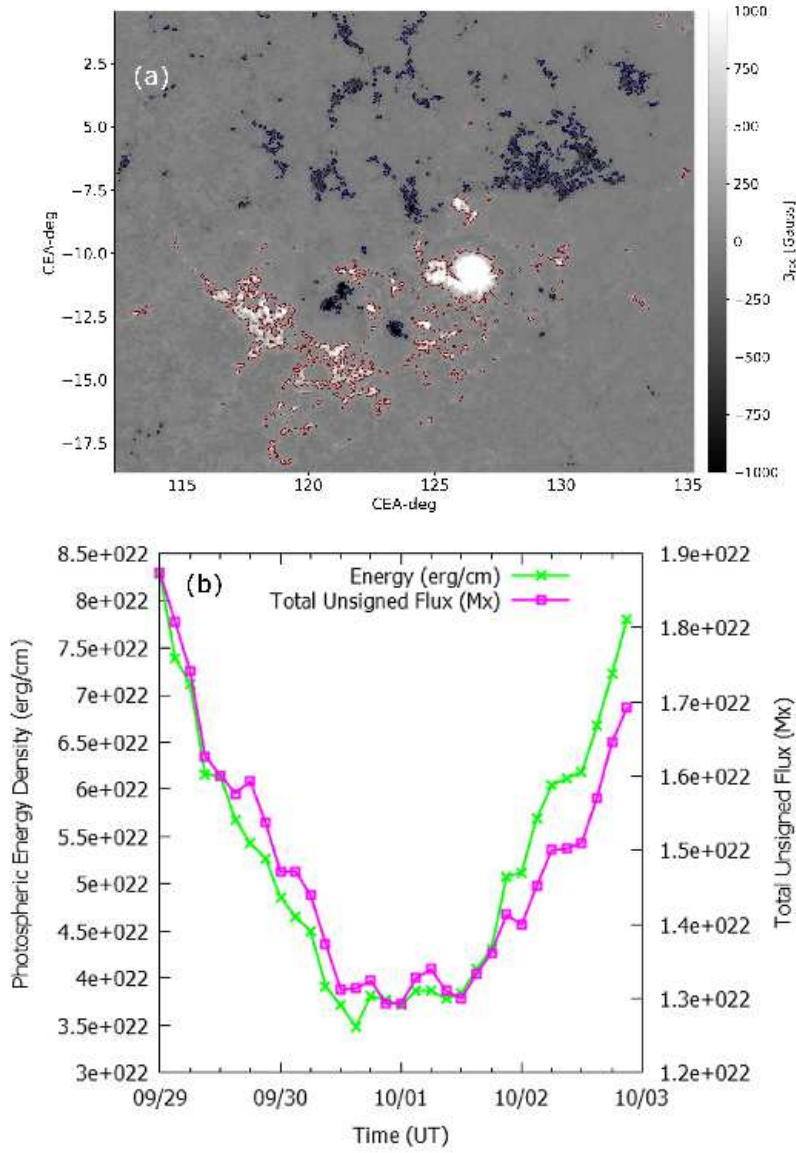 (a)
2.5
5.0
−7.5
−10.0
−12.5
−15.0
−17.5
CEA-deg
115
120
125
130
135
CEA-deg
1000
750
500
250
0
−250
−500
−750
−1000
[Gauss]
(b)
Energy (erg/cm)
Total Unsigned Flux (Mx)
8.5e+022
8e+022
7.5e+022
7e+022
6.5e+022
6e+022
5.5e+022
5e+022
4.5e+022
4e+022
3.5e+022
3e+022
Photospheric Energy Density (erg/cm)
1.9e+022
1.8e+022
1.7e+022
1.6e+022
1.5e+022
1.4e+022
1.3e+022
1.2e+022
Total Unsigned Flux (Mx)
09/29
09/30
10/01
10/02
10/03
Time (UT)